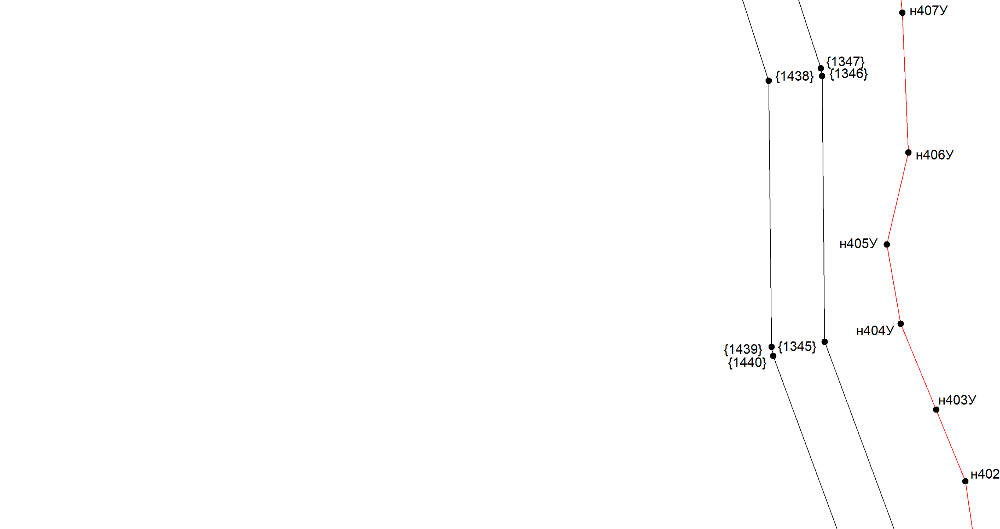 н407У
{1347}
{1346}
{1438}
н406У
н405У
н404У
{1345}
{1439}
{1440}
н403У
н402